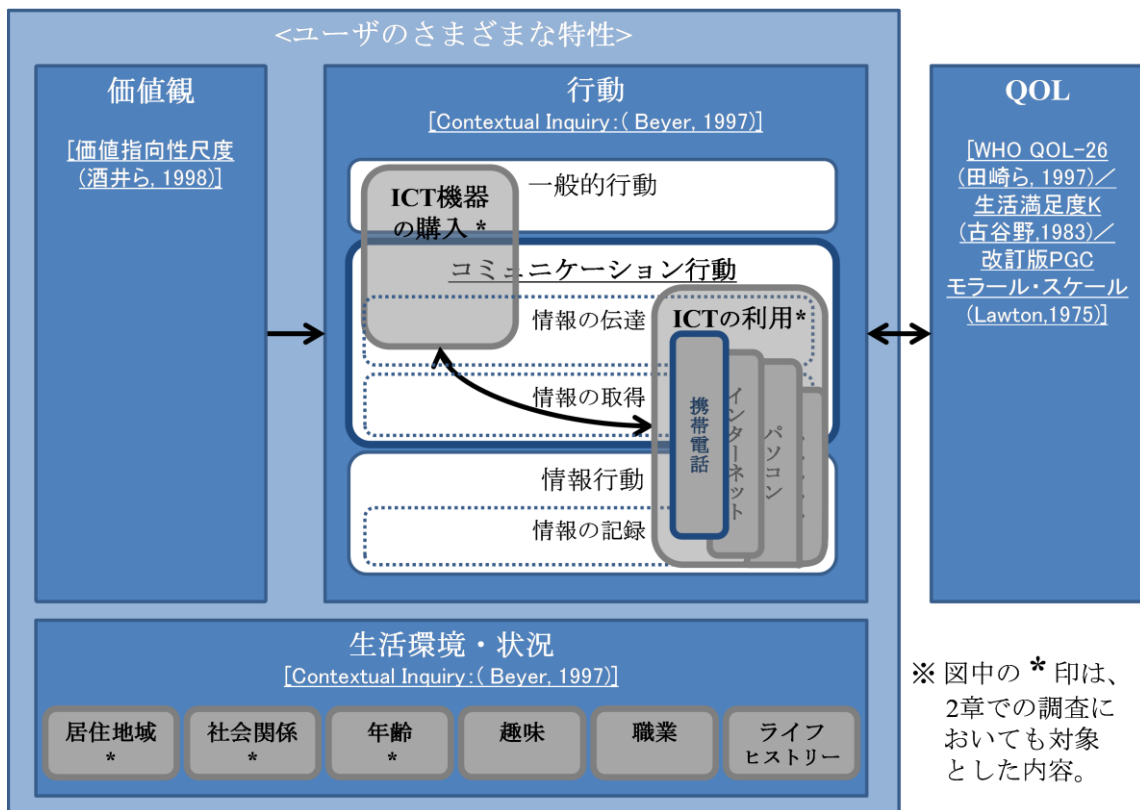 <ユーザのさまざまな特性>
価値観
[価値指向性尺度
(酒井ら, 1998)]
行動
[Contextual Inquiry:( Beyer, 1997)]
一般的行動
ICT機器
の購入 *
コミュニケーション行動
情報の伝達
ICTの利用*
情報の取得
携帯電話
インターネット
パソコン
情報行動
情報の記録
QOL
[WHO QOL-26
(田崎ら, 1997)／
生活満足度K
(古谷野,1983)／
改訂版PGC
モラール・スケール
(Lawton,1975)]
生活環境・状況
[Contextual Inquiry:( Beyer, 1997)]
居住地域
*
社会関係
*
年齢
*
趣味
職業
ライフ
ヒストリー
※ 図中の * 印は、
2章での調査に
おいても対象
とした内容。